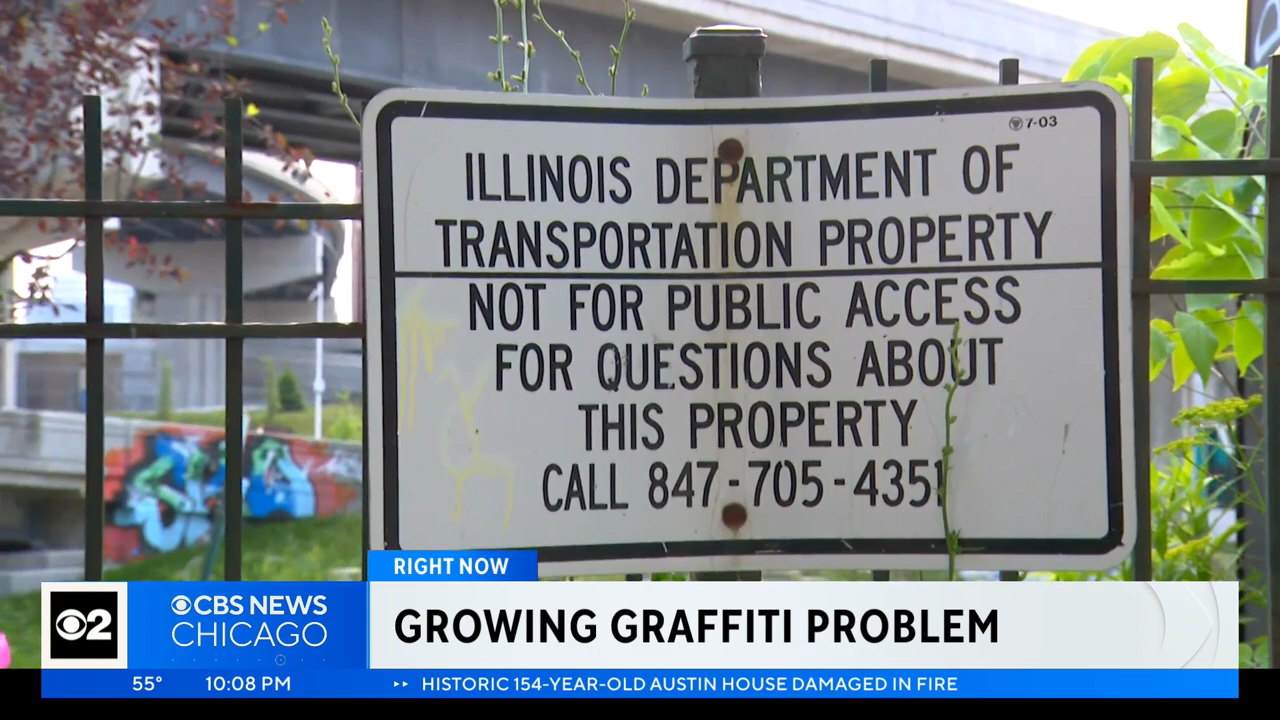 7-03
ILLINOIS DEPARTMENT OF
TRANSPORTATION PROPERTY
NOT FOR PUBLIC ACCESS
FOR QUESTIONS ABOUT
THIS PROPERTY
CALL 847-705-4351
RIGHT NOW
2
CBS NEWS
CHICAGO
GROWING GRAFFITI PROBLEM
55° 10:08 PM HISTORIC 154-YEAR-OLD AUSTIN HOUSE DAMAGED IN FIRE